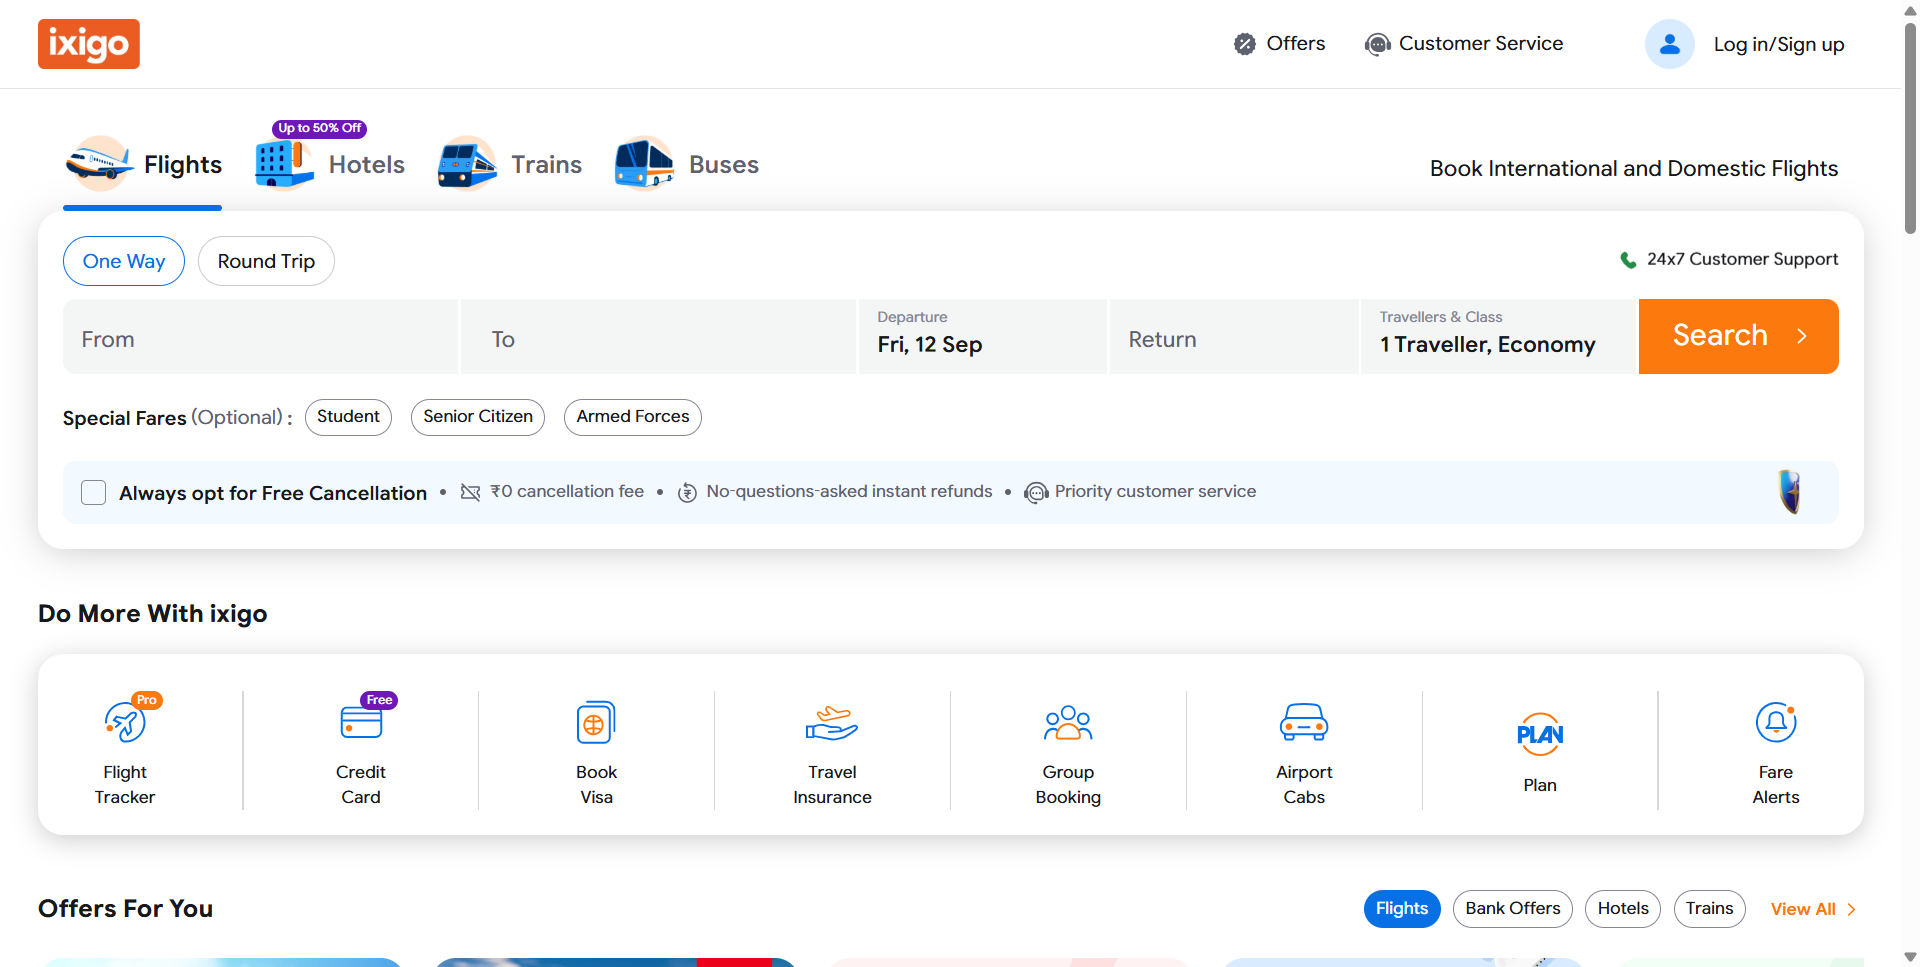 ixigo
Offers
Customer Service
Log in/Sign up
Flights
Up to 50% Off
Hotels
Trains
Buses
Book International and Domestic Flights
One Way
Round Trip
24x7 Customer Support
From
To
Departure
Fri, 12 Sep
Return
Travellers & Class
1 Traveller, Economy
Search
Special Fares (Optional) :
Student
Senior Citizen
Armed Forces
Always opt for Free Cancellation • ₹0 cancellation fee • No-questions-asked instant refunds • Priority customer service
Do More With ixigo
Pro
Flight
Tracker
Free
Credit
Card
Book
Visa
Travel
Insurance
Group
Booking
Airport
Cabs
PLAN
Plan
Fare
Alerts
Offers For You
Flights
Bank Offers
Hotels
Trains
View All